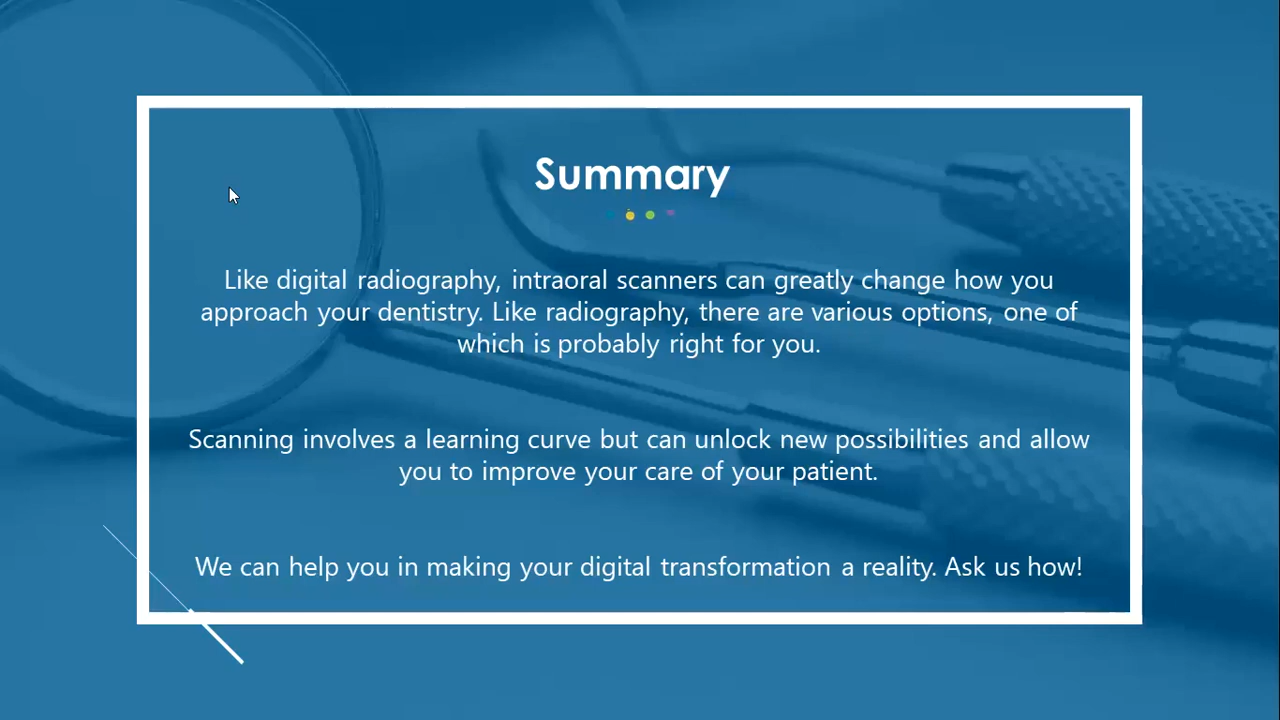 Summary
Like digital radiography, intraoral scanners can greatly change how you
approach your dentistry. Like radiography, there are various options, one of
which is probably right for you.
Scanning involves a learning curve but can unlock new possibilities and allow
you to improve your care of your patient.
We can help you in making your digital transformation a reality. Ask us how!